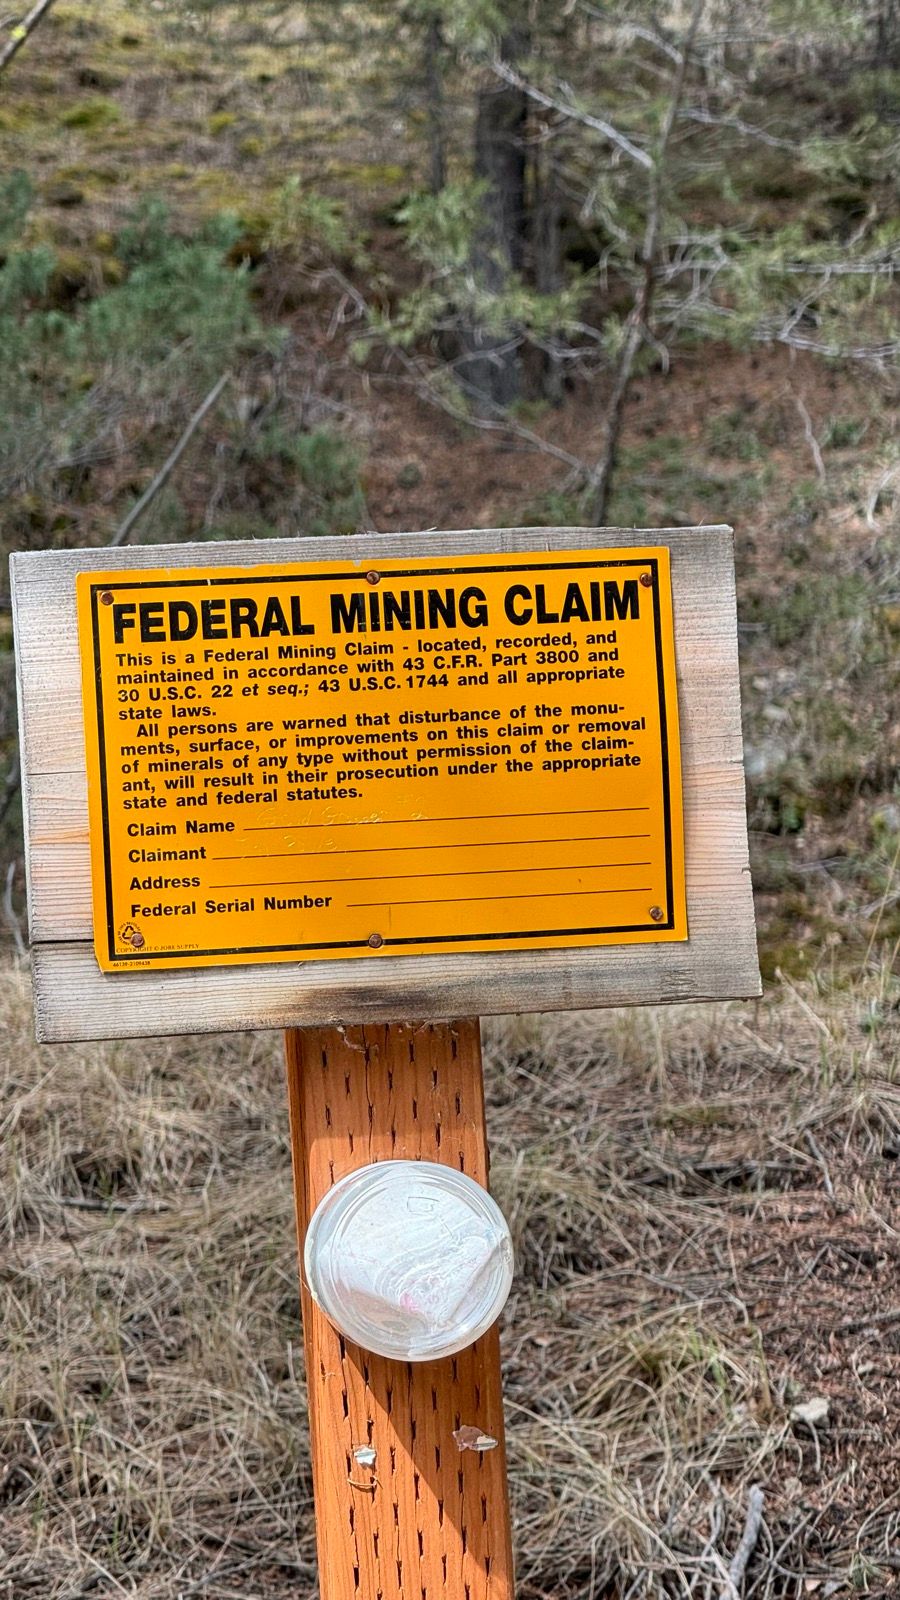 FEDERAL MINING CLAIM
This is a Federal Mining Claim - located, recorded, and
maintained in accordance with 43 C.F.R. Part 3800 and
30 U.S.C. 22 et seq.; 43 U.S.C. 1744 and all appropriate
state laws.
All persons are warned that disturbance of the monu-
ments, surface, or improvements on this claim or removal
of minerals of any type without permission of the claim-
ant, will result in their prosecution under the appropriate
state and federal statutes.
Claim Name
Claimant
Address
Federal Serial Number
COPYRIGHT © JOBE SUPPLY